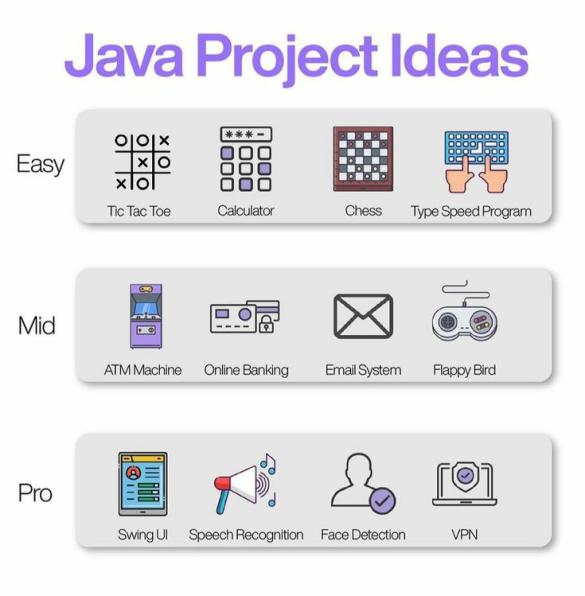 Java Project Ideas
Easy
Tic Tac Toe
Calculator
Chess
Type Speed Program
Mid
ATM Machine
Online Banking
Email System
Flappy Bird
Pro
Swing UI
Speech Recognition
Face Detection
VPN